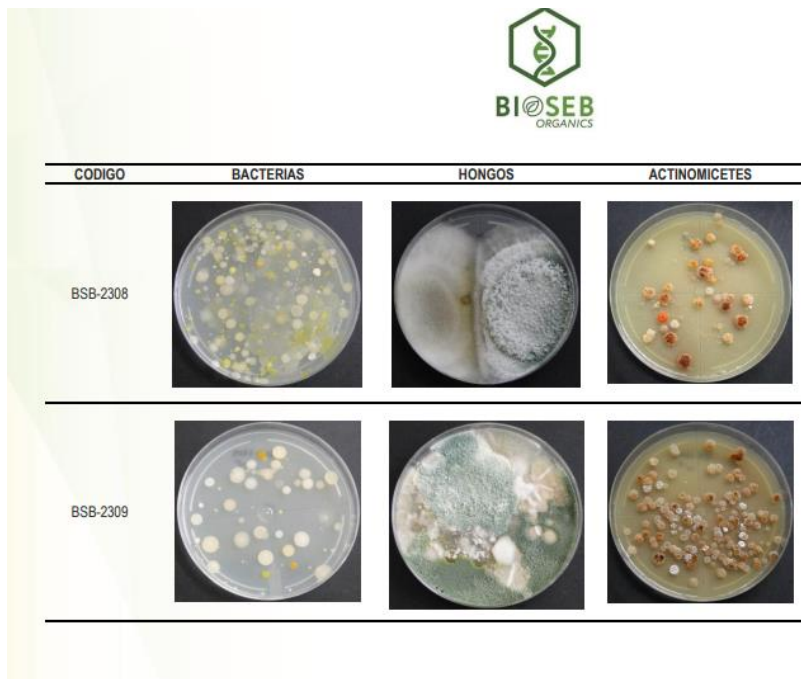 BIOSEB
ORGANICS
CODIGO BACTERIAS HONGOS ACTINOMICETES
BSB-2308
BSB-2309